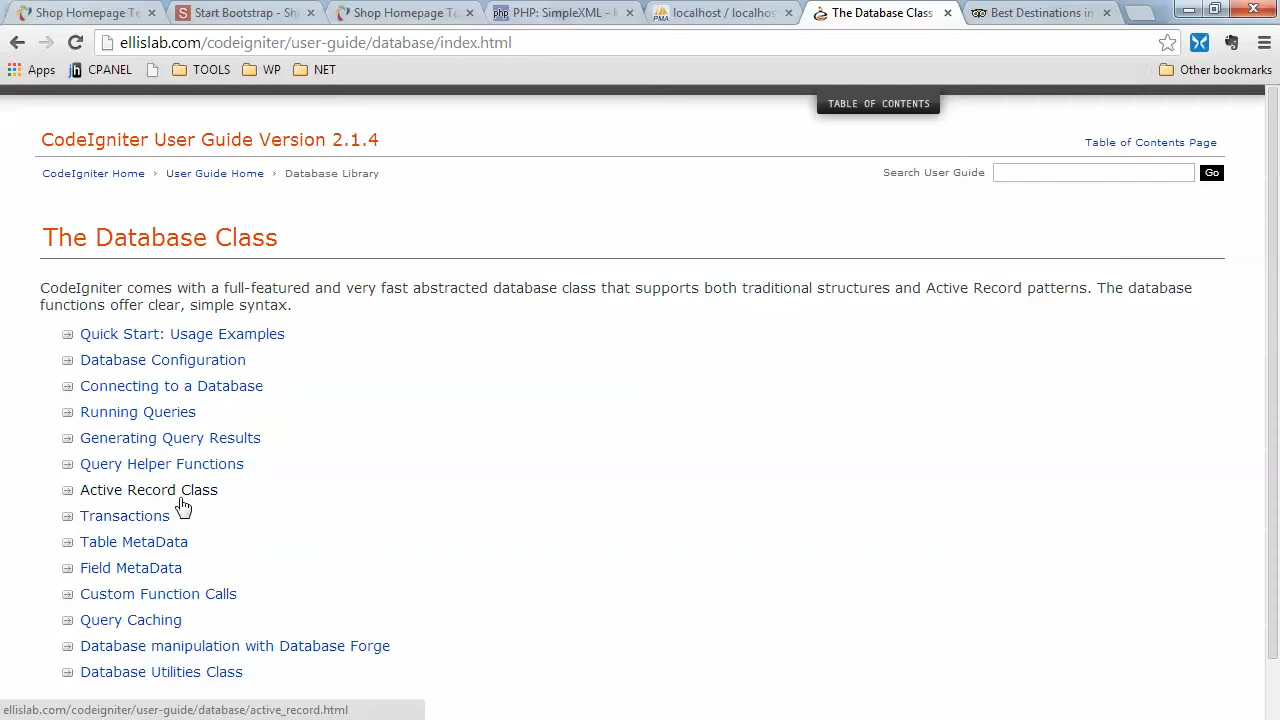 Shop Homepage Te
Start Bootstrap - Sh
Shop Homepage Te
PHP: SimpleXML - M
localhost / localhos
The Database Class
Best Destinations in
ellislab.com/codeigniter/user-guide/database/index.html
Apps
CPANEL
TOOLS
WP
NET
Other bookmarks
TABLE OF CONTENTS
CodeIgniter User Guide Version 2.1.4
Table of Contents Page
CodeIgniter Home › User Guide Home › Database Library
Search User Guide
Go
The Database Class
CodeIgniter comes with a full-featured and very fast abstracted database class that supports both traditional structures and Active Record patterns. The database
functions offer clear, simple syntax.
Quick Start: Usage Examples
Database Configuration
Connecting to a Database
Running Queries
Generating Query Results
Query Helper Functions
Active Record Class
Transactions
Table MetaData
Field MetaData
Custom Function Calls
Query Caching
Database manipulation with Database Forge
Database Utilities Class
ellislab.com/codeigniter/user-guide/database/active_record.html